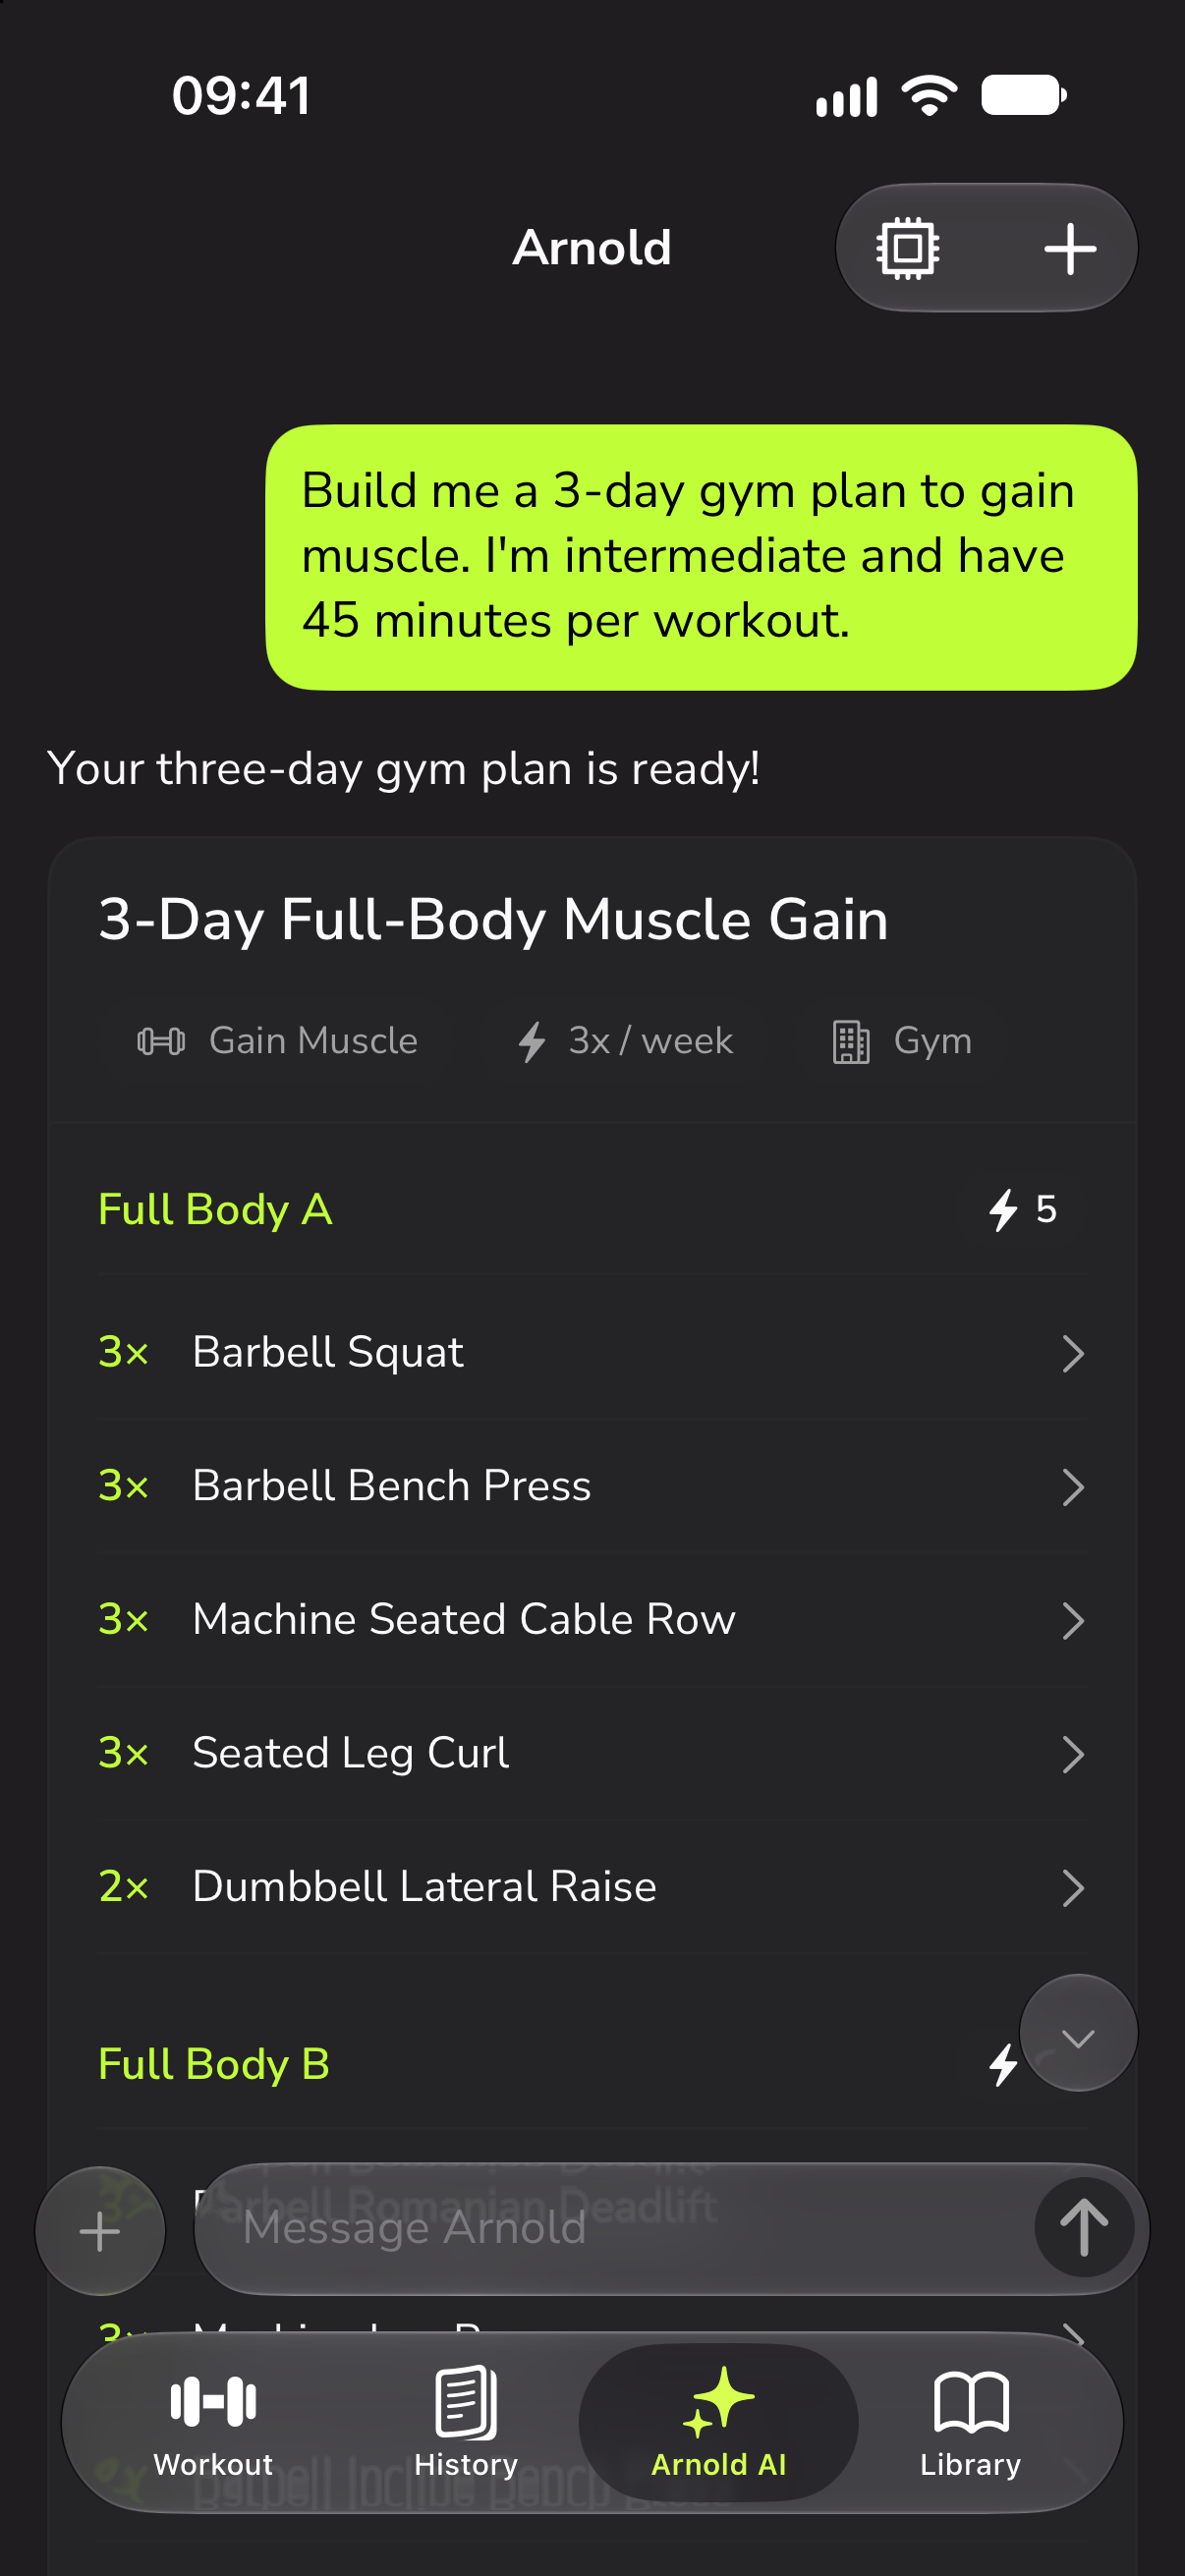 09:41
Arnold
Build me a 3-day gym plan to gain
muscle. I'm intermediate and have
45 minutes per workout.
Your three-day gym plan is ready!
3-Day Full-Body Muscle Gain
Gain Muscle
3x / week
Gym
Full Body A
5
3× Barbell Squat
3× Barbell Bench Press
3× Machine Seated Cable Row
3× Seated Leg Curl
2× Dumbbell Lateral Raise
Full Body B
Barbell Romanian Deadlift
Message Arnold
Workout
History
Arnold AI
Library